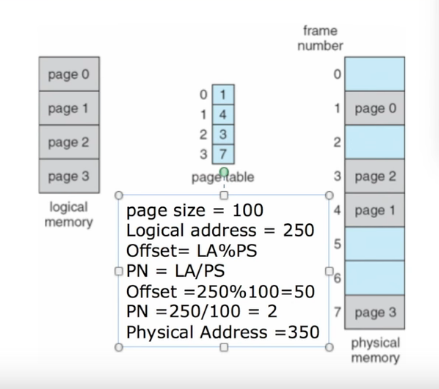 frame
number
page 0
page 1
page 2
page 3
logical
memory
0 1
1 4
2 3
3 7
page table
page size = 100
Logical address = 250
Offset= LA%PS
PN = LA/PS
Offset =250%100=50
PN =250/100 = 2
Physical Address =350
0
1 page 0
2
3 page 2
4 page 1
5
6
7 page 3
physical
memory